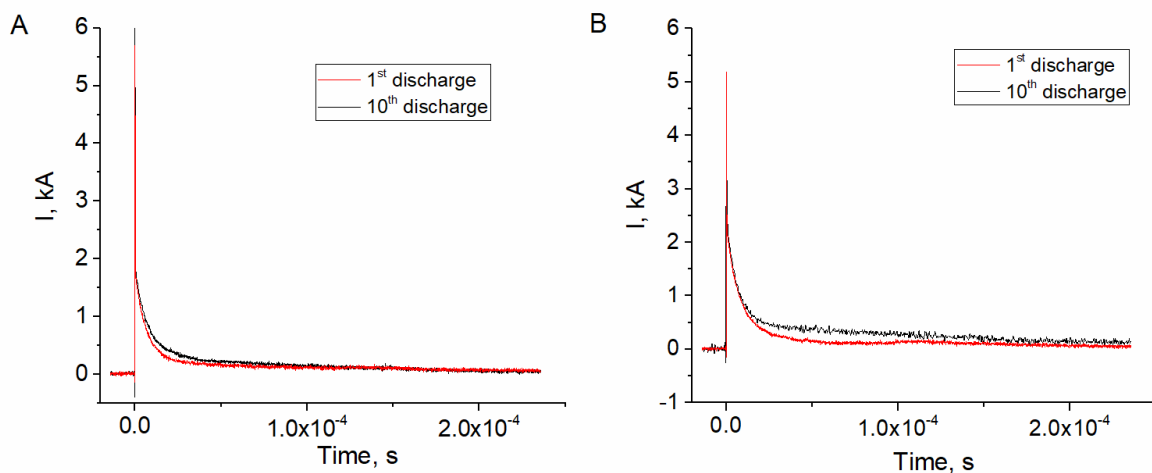 A
6
5
4
3
2
1
0
I, kA
1st discharge
10th discharge
0.0
1.0x10-4
2.0x10-4
Time, s
B
6
5
4
3
2
1
0
-1
I, kA
1st discharge
10th discharge
0.0
1.0x10-4
2.0x10-4
Time, s